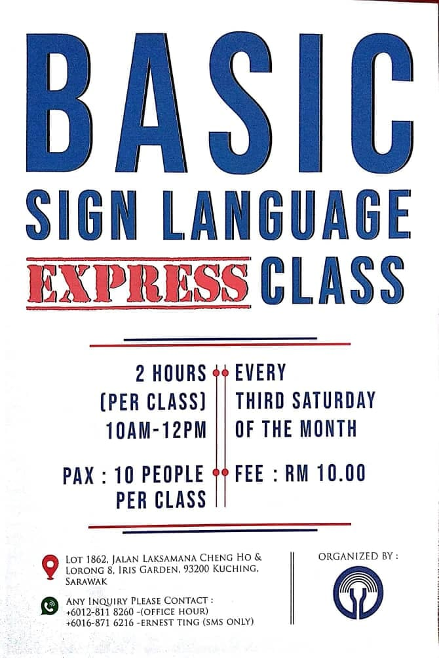 BASIC
SIGN LANGUAGE
EXPRESS CLASS
2 HOURS
(PER CLASS)
10AM-12PM
EVERY
THIRD SATURDAY
OF THE MONTH
PAX : 10 PEOPLE
PER CLASS
FEE : RM 10.00
LOT 1862, JALAN LAKSAMANA CHENG HO &
LORONG 8, IRIS GARDEN, 93200 KUCHING,
SARAWAK
ANY INQUIRY PLEASE CONTACT :
+6012-811 8260 -(OFFICE HOUR)
+6016-871 6216 -ERNEST TING (SMS ONLY)
ORGANIZED BY :